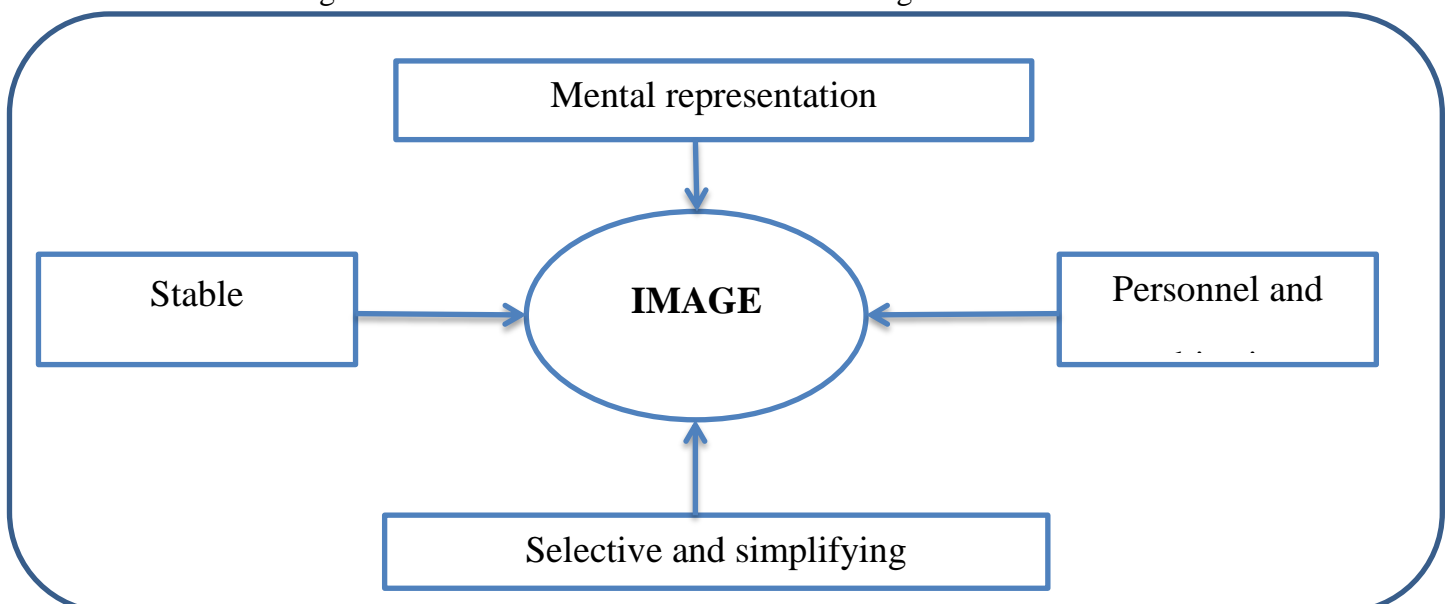 Mental representation
Stable
IMAGE
Personnel and
Selective and simplifying